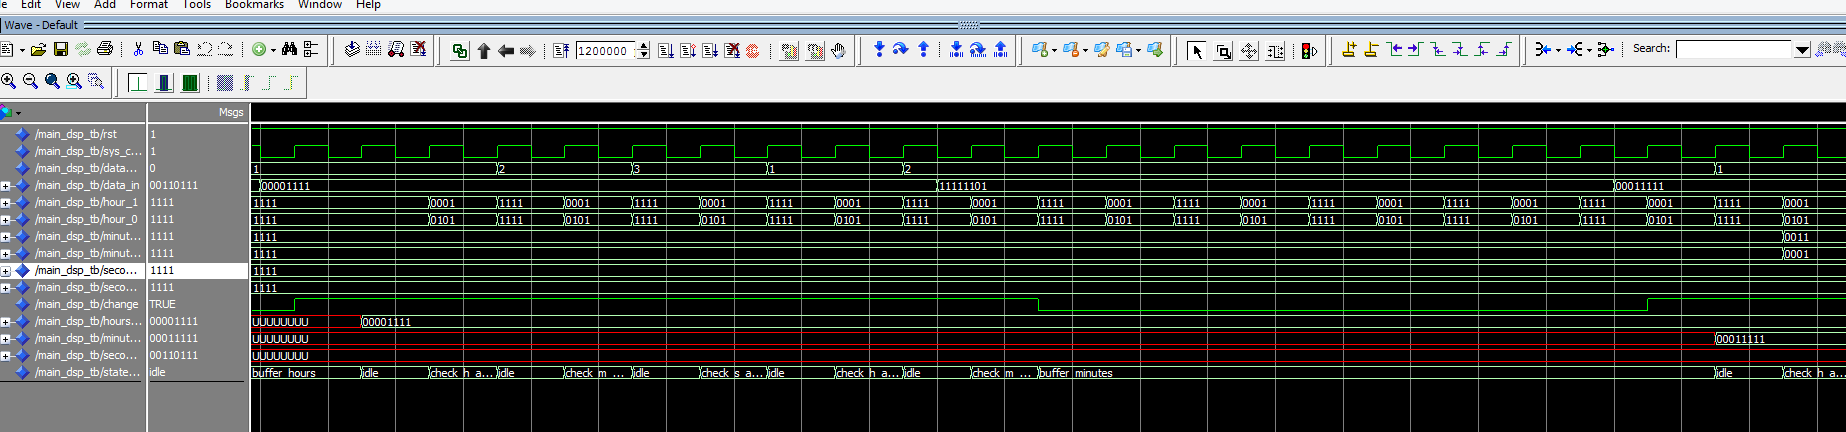 le Edit View Add Format Tools Bookmarks Window Help
Wave - Default
1200000
Search:
Msgs
/main_dsp_tb/rst 1
/main_dsp_tb/sys_c... 1
/main_dsp_tb/data... 0 1 2 3 1 2 1
/main_dsp_tb/data_in 00110111 00001111 11111101 00011111
/main_dsp_tb/hour_1 1111 1111 0001 1111 0001 1111 0001 1111 0001 1111 0001 1111 0001 1111 0001 1111 0001 1111 0001 1111 0001 1111 0001
/main_dsp_tb/hour_0 1111 1111 0101 1111 0101 1111 0101 1111 0101 1111 0101 1111 0101 1111 0101 1111 0101 1111 0101 1111 0101 1111 0101
/main_dsp_tb/minut... 1111 1111 0011
/main_dsp_tb/minut... 1111 1111 0001
/main_dsp_tb/seco... 1111 1111
/main_dsp_tb/seco... 1111 1111
/main_dsp_tb/change TRUE
/main_dsp_tb/hours... 00001111 UUUUUUUU 00001111
/main_dsp_tb/minut... 00011111 UUUUUUUU 00011111
/main_dsp_tb/seco... 00110111 UUUUUUUU
/main_dsp_tb/state... idle buffer_hours idle check_h_a... idle check_m_... idle check_s_a... idle check_h_a... idle check_m_... buffer_minutes idle check_h_a...